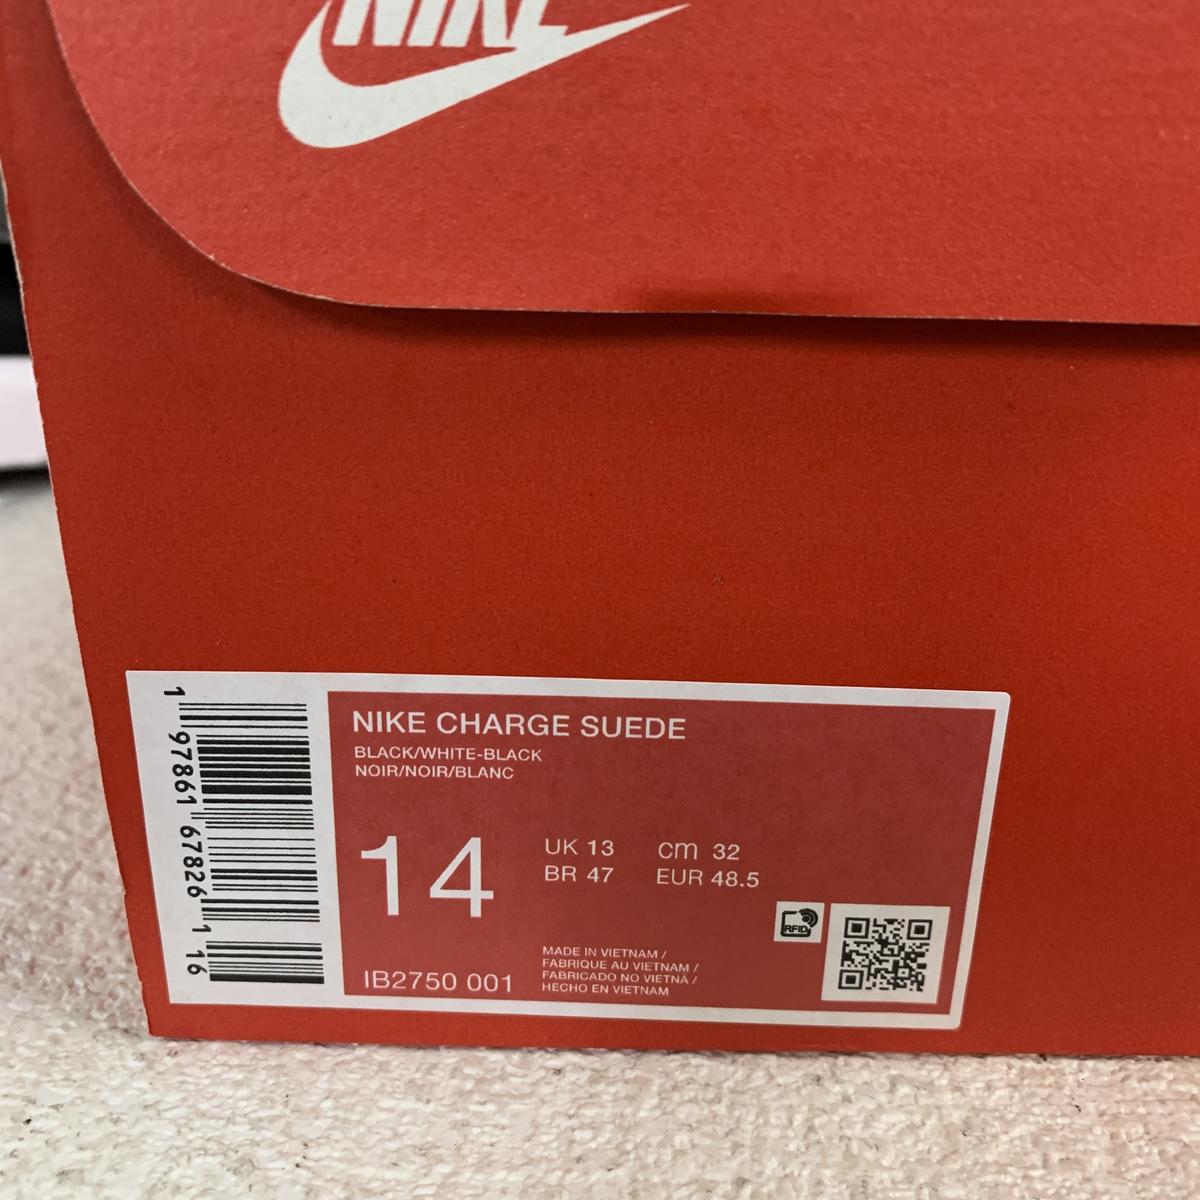 NIKE
NIKE CHARGE SUEDE
BLACK/WHITE-BLACK
NOIR/NOIR/BLANC
14
UK 13 cm 32
BR 47 EUR 48.5
RFID
IB2750 001
MADE IN VIETNAM /
FABRIQUE AU VIETNAM /
FABRICADO NO VIETNÃ /
HECHO EN VIETNAM
1 97861 67826 1 16